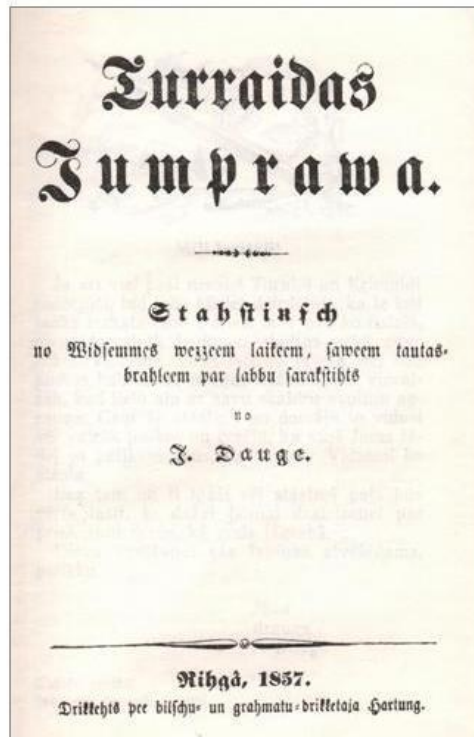 Turraidas
Jumprawa.
Stahstinsch
no Widsemmes wezzeem laikeem, saweem tautas-
brahleem par labbu sarakstihts
no
J. Dauge.
Rihgâ, 1857.
Drikkehts pee bilschu- un grahmatu-drikketaja Hartung.